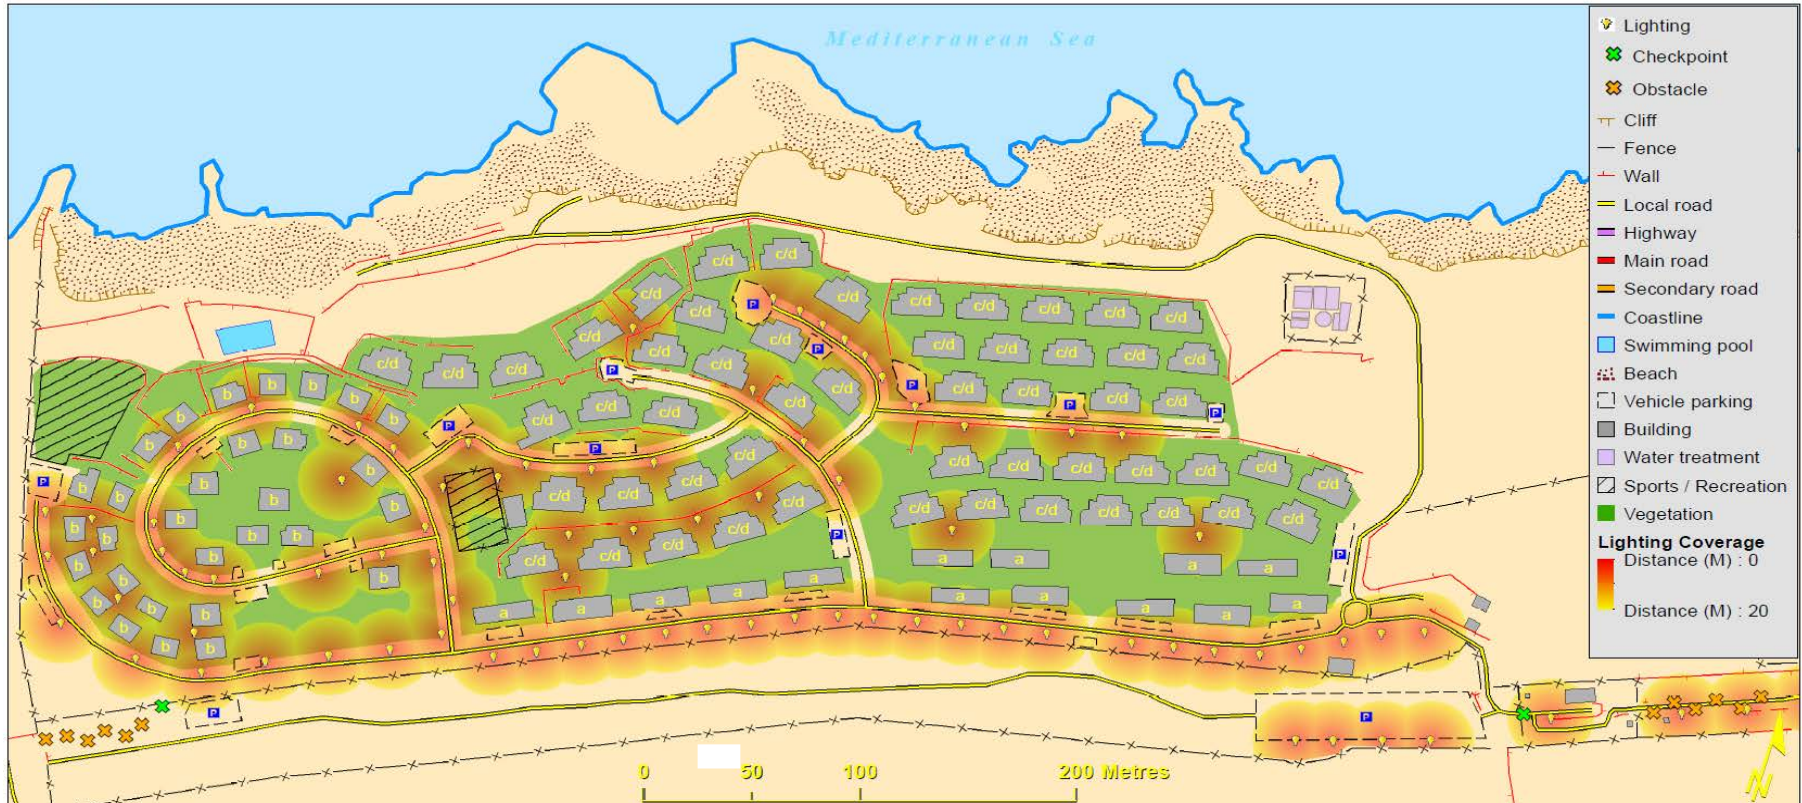 Mediterranean Sea
Lighting
Checkpoint
Obstacle
Cliff
Fence
Wall
Local road
Highway
Main road
Secondary road
Coastline
Swimming pool
Beach
Vehicle parking
Building
Water treatment
Sports / Recreation
Vegetation
Lighting Coverage
Distance (M) : 0
Distance (M) : 20
c/d c/d
c/d P c/d
c/d c/d c/d c/d c/d c/d c/d
c/d c/d P
c/d c/d c/d c/d c/d c/d
c/d c/d c/d P c/d c/d P
b b b b c/d c/d c/d c/d c/d P c/d c/d
b b c/d P P
b b b P c/d
b c/d c/d c/d c/d c/d c/d
P b b b b c/d c/d c/d c/d
b b c/d c/d c/d c/d c/d c/d c/d c/d
b b b b c/d P
b b c/d c/d c/d a a P
b b b a a a
b b b a a a a a a a
b b b b
P P
0 50 100 200 Metres
N